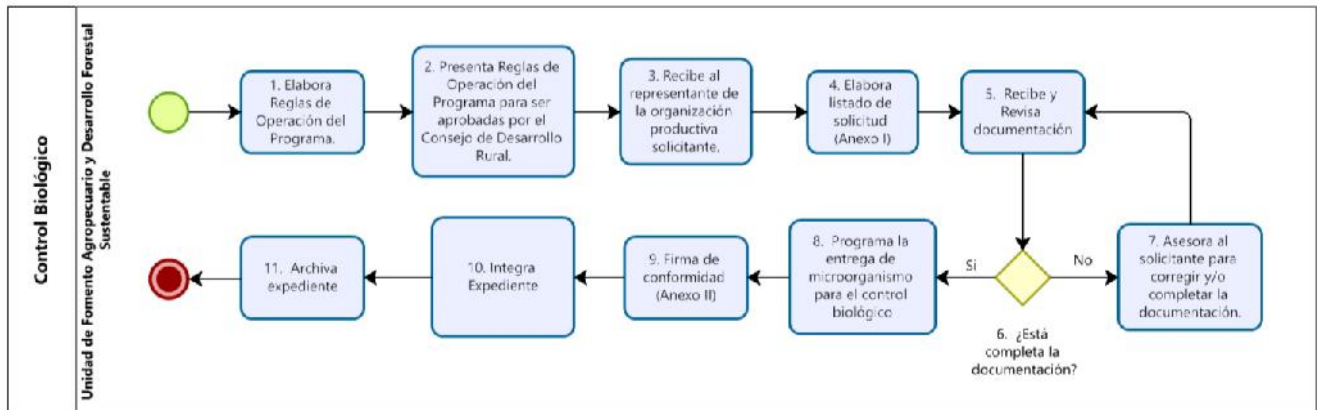 Control Biológico
Unidad de Fomento Agropecuario y Desarrollo Forestal
Sustentable
1. Elabora
Reglas de
Operación del
Programa.
2. Presenta Reglas de
Operación del
Programa para ser
aprobadas por el
Consejo de Desarrollo
Rural.
3. Recibe al
representante de
la organización
productiva
solicitante.
4. Elabora
listado de
solicitud
(Anexo I)
5. Recibe y
Revisa
documentación
6. ¿Está
completa la
documentación?
No
7. Asesora al
solicitante para
corregir y/o
completar la
documentación.
Si
8. Programa la
entrega de
microorganismo
para el control
biológico
9. Firma de
conformidad
(Anexo II)
10. Integra
Expediente
11. Archiva
expediente